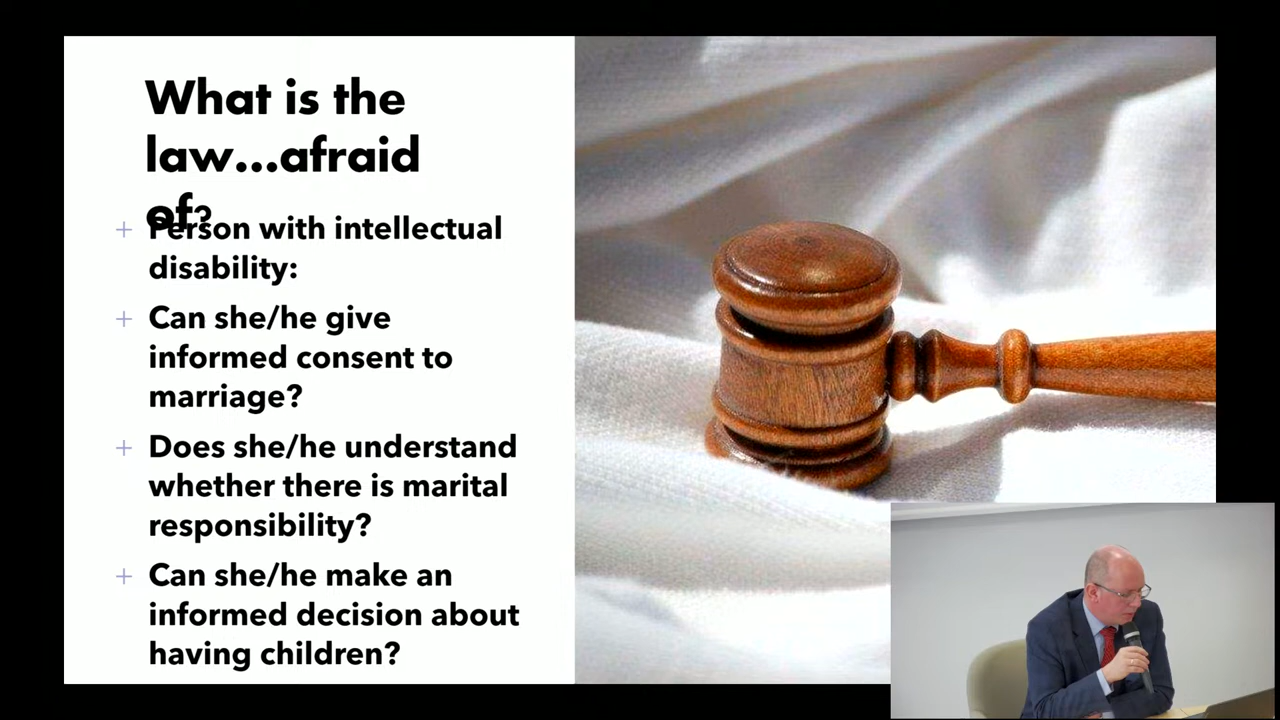 What is the
law...afraid
of?
+ Person with intellectual
disability:
+ Can she/he give
informed consent to
marriage?
+ Does she/he understand
whether there is marital
responsibility?
+ Can she/he make an
informed decision about
having children?